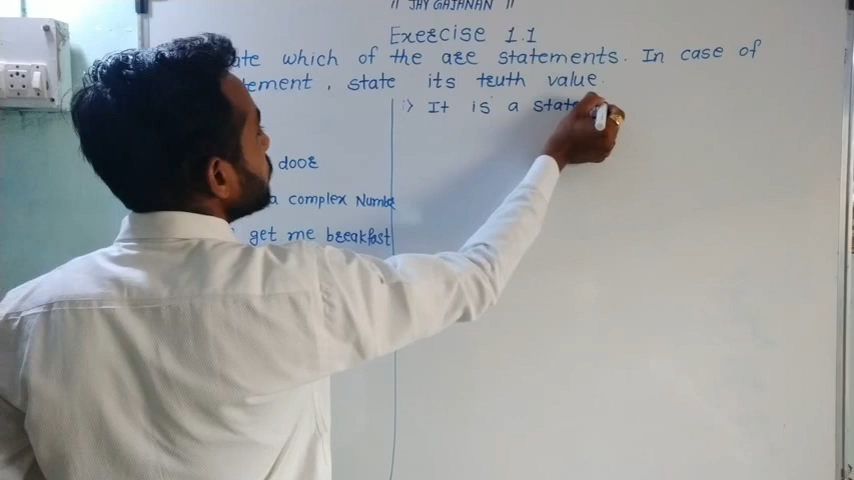 || JAY GAJANAN ||
Exercise 1.1
ate which of the are statements. In case of
tement, state its truth value.
i) It is a state
door
a complex Numbe
get me breakfast